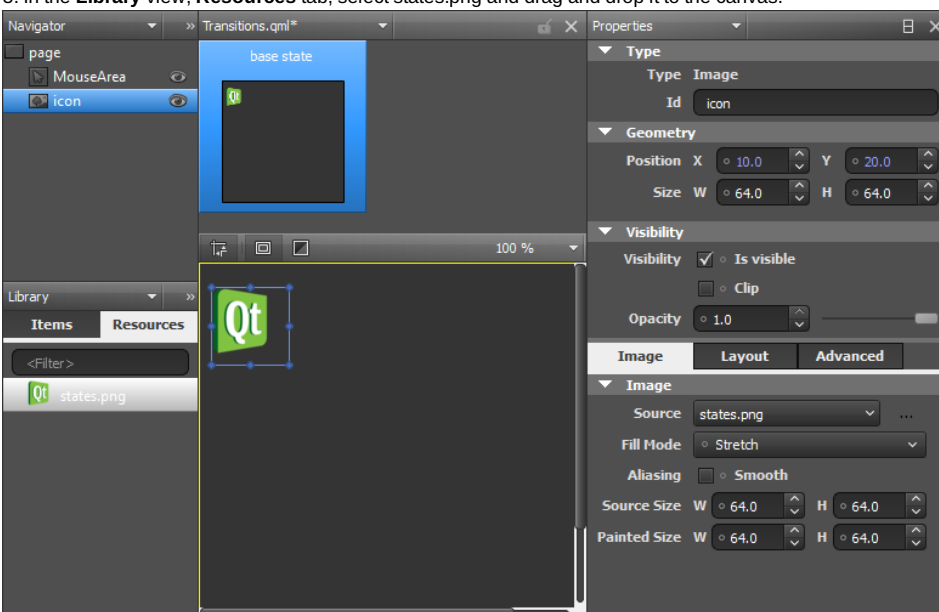 In the Library view, Resources tab, select states.png and drag and drop it to the canvas.
Navigator
page
MouseArea
icon
Library
Items Resources
<Filter>
Qt states.png
Transitions.qml*
base state
Qt
100 %
Qt
Properties
Type
Type Image
Id icon
Geometry
Position X 10.0 Y 20.0
Size W 64.0 H 64.0
Visibility
Visibility Is visible
Clip
Opacity 1.0
Image Layout Advanced
Image
Source states.png ...
Fill Mode Stretch
Aliasing Smooth
Source Size W 64.0 H 64.0
Painted Size W 64.0 H 64.0